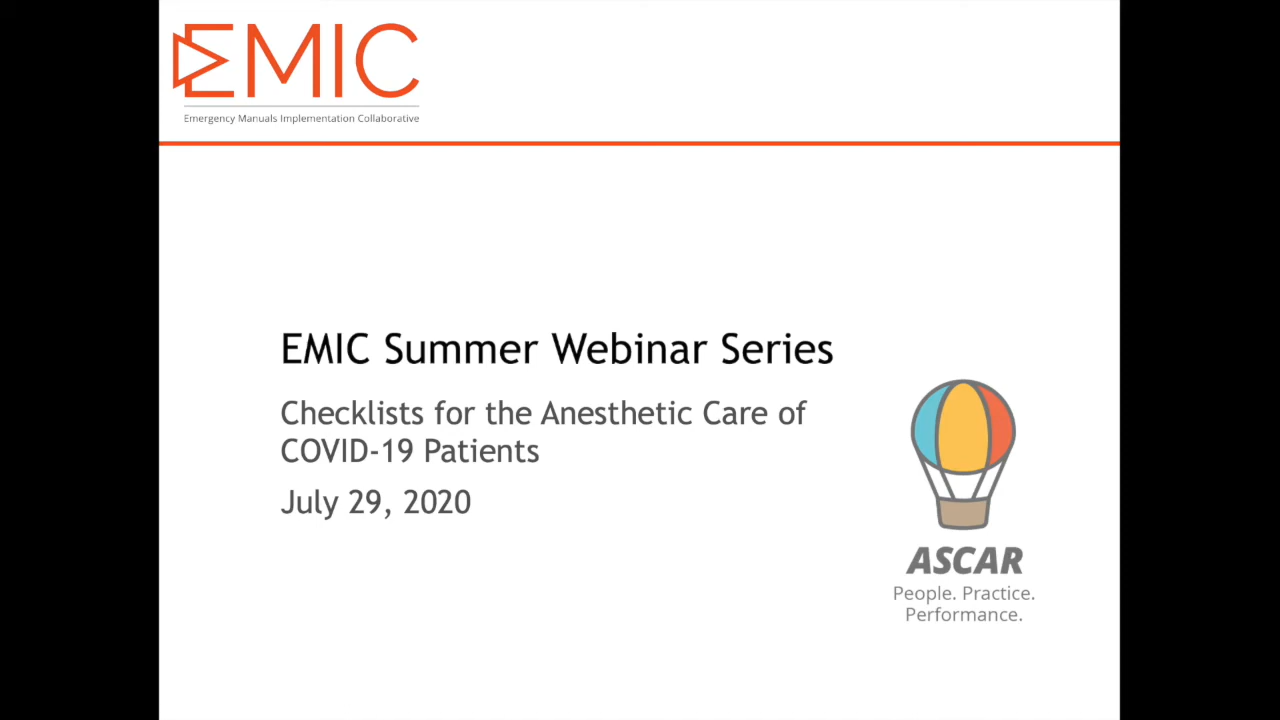 EMIC
Emergency Manuals Implementation Collaborative
EMIC Summer Webinar Series
Checklists for the Anesthetic Care of
COVID-19 Patients
July 29, 2020
ASCAR
People. Practice.
Performance.